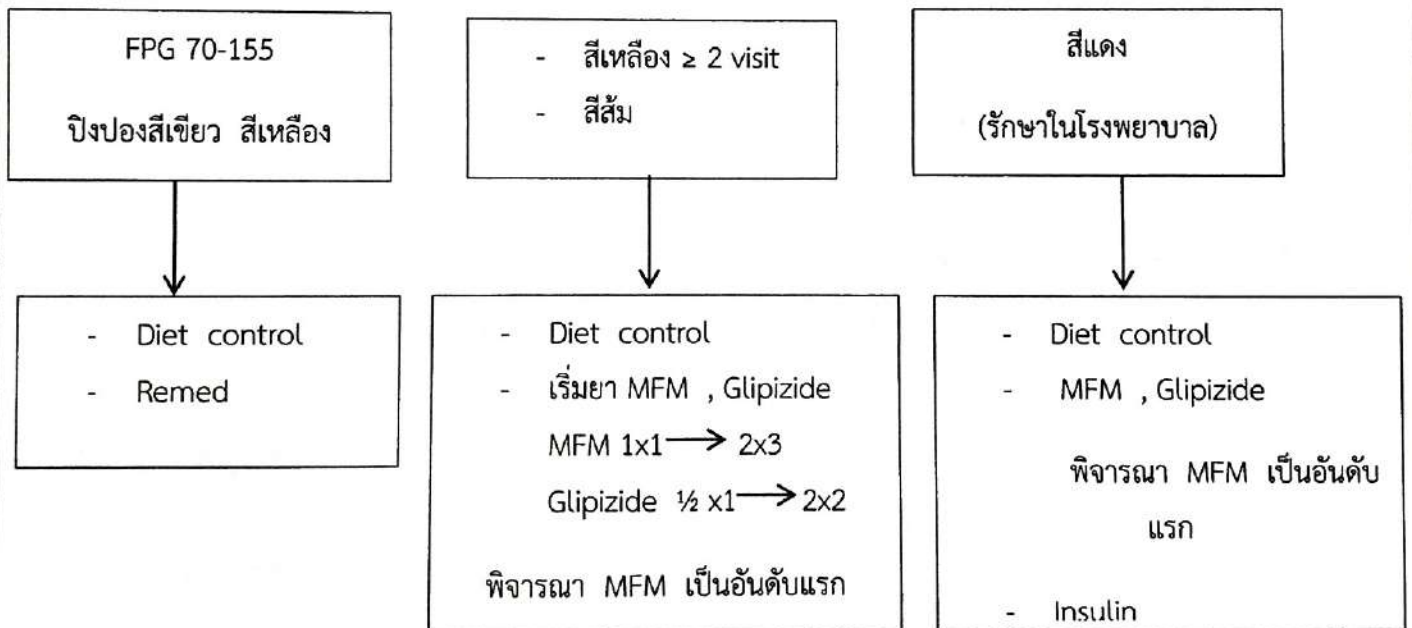 FPG 70-155
ปิงปองสีเขียว สีเหลือง
- สีเหลือง ≥ 2 visit
- สีส้ม
สีแดง
(รักษาในโรงพยาบาล)
- Diet control
- Remed
- Diet control
- เริ่มยา MFM , Glipizide
MFM 1x1 → 2x3
Glipizide ½ x1 → 2x2
พิจารณา MFM เป็นอันดับแรก
- Diet control
- MFM , Glipizide
พิจารณา MFM เป็นอันดับ
แรก
- Insulin